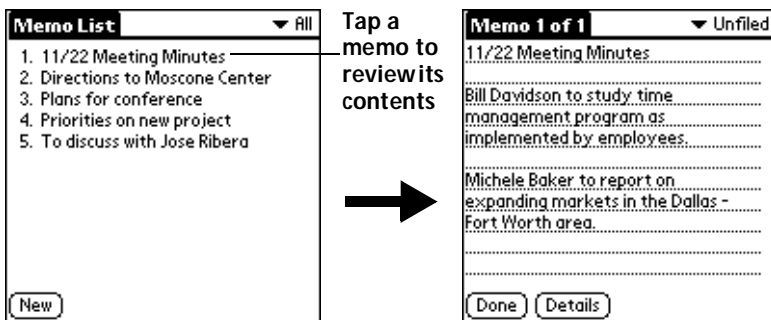 Memo List
All
1. 11/22 Meeting Minutes
2. Directions to Moscone Center
3. Plans for conference
4. Priorities on new project
5. To discuss with Jose Ribera
New
Tap a
memo to
review its
contents
Memo 1 of 1
Unfiled
11/22 Meeting Minutes
Bill Davidson to study time
management program as
implemented by employees.
Michele Baker to report on
expanding markets in the Dallas -
Fort Worth area.
Done
Details